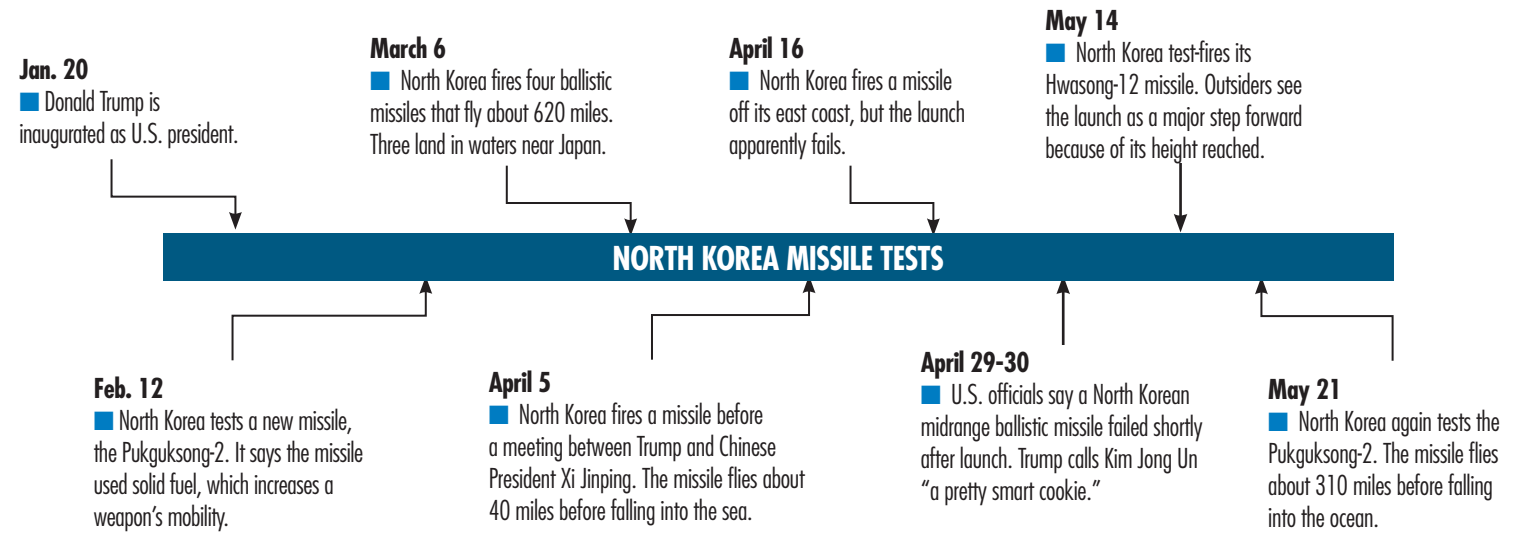 Jan. 20
Donald Trump is
inaugurated as U.S. president.
March 6
North Korea fires four ballistic
missiles that fly about 620 miles.
Three land in waters near Japan.
April 16
North Korea fires a missile
off its east coast, but the launch
apparently fails.
May 14
North Korea test-fires its
Hwasong-12 missile. Outsiders see
the launch as a major step forward
because of its height reached.
NORTH KOREA MISSILE TESTS
Feb. 12
North Korea tests a new missile,
the Pukguksong-2. It says the missile
used solid fuel, which increases a
weapon's mobility.
April 5
North Korea fires a missile before
a meeting between Trump and Chinese
President Xi Jinping. The missile flies about
40 miles before falling into the sea.
April 29-30
U.S. officials say a North Korean
midrange ballistic missile failed shortly
after launch. Trump calls Kim Jong Un
“a pretty smart cookie.”
May 21
North Korea again tests the
Pukguksong-2. The missile flies
about 310 miles before falling
into the ocean.